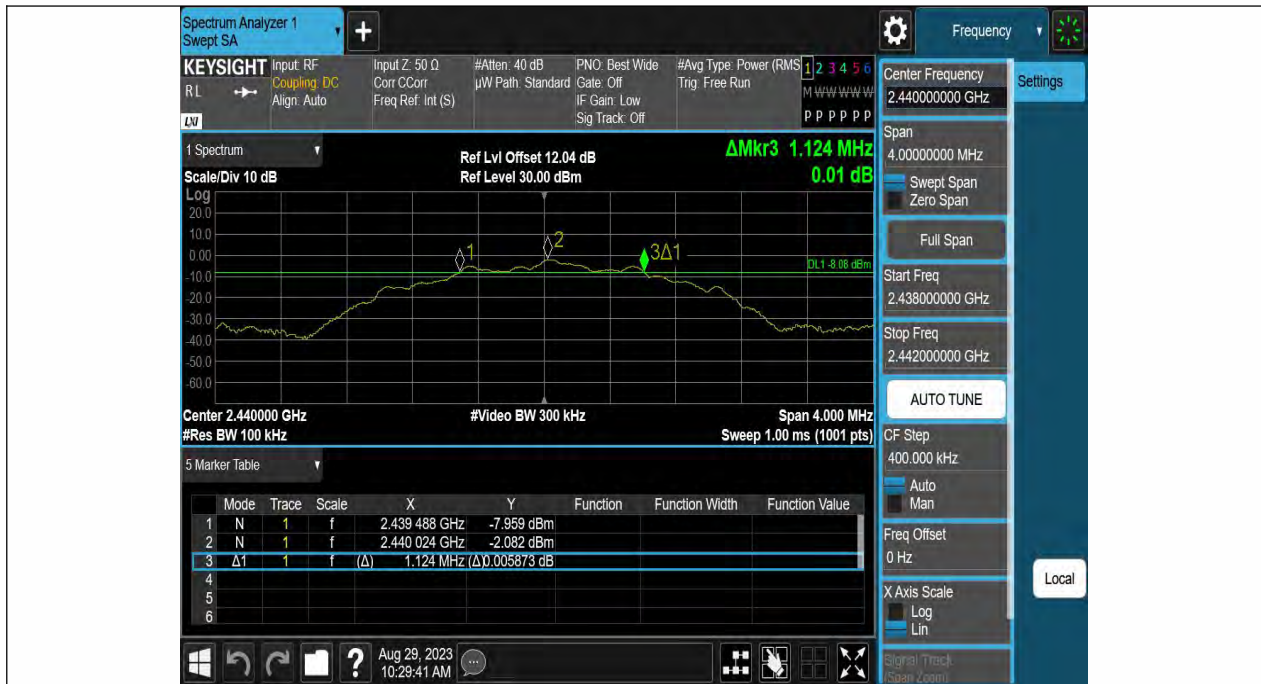 Spectrum Analyzer 1
Swept SA
+
Frequency
KEYSIGHT
RL
LXI
Input: RF
Coupling: DC
Align: Auto
Input Z: 50 Ω
Corr CCorr
Freq Ref: Int (S)
#Atten: 40 dB
µW Path: Standard
PNO: Best Wide
Gate: Off
IF Gain: Low
Sig Track: Off
#Avg Type: Power (RMS
Trig: Free Run
1 2 3 4 5 6
M W W W W W
P P P P P P
1 Spectrum
Scale/Div 10 dB
Ref Lvl Offset 12.04 dB
Ref Level 30.00 dBm
ΔMkr3 1.124 MHz
0.01 dB
Log
20.0
10.0
0.00
-10.0
-20.0
-30.0
-40.0
-50.0
-60.0
1
2
3Δ1
DL1 -8.08 dBm
Center 2.440000 GHz
#Video BW 300 kHz
Span 4.000 MHz
#Res BW 100 kHz
Sweep 1.00 ms (1001 pts)
5 Marker Table
Mode Trace Scale X Y Function Function Width Function Value
1 N 1 f 2.439 488 GHz -7.959 dBm
2 N 1 f 2.440 024 GHz -2.082 dBm
3 Δ1 1 f (Δ) 1.124 MHz (Δ)0.005873 dB
4
5
6
?
Aug 29, 2023
10:29:41 AM
Center Frequency
2.440000000 GHz
Settings
Span
4.00000000 MHz
Swept Span
Zero Span
Full Span
Start Freq
2.438000000 GHz
Stop Freq
2.442000000 GHz
AUTO TUNE
CF Step
400.000 kHz
Auto
Man
Freq Offset
0 Hz
Local
X Axis Scale
Log
Lin
Signal Track
(Span Zoom)